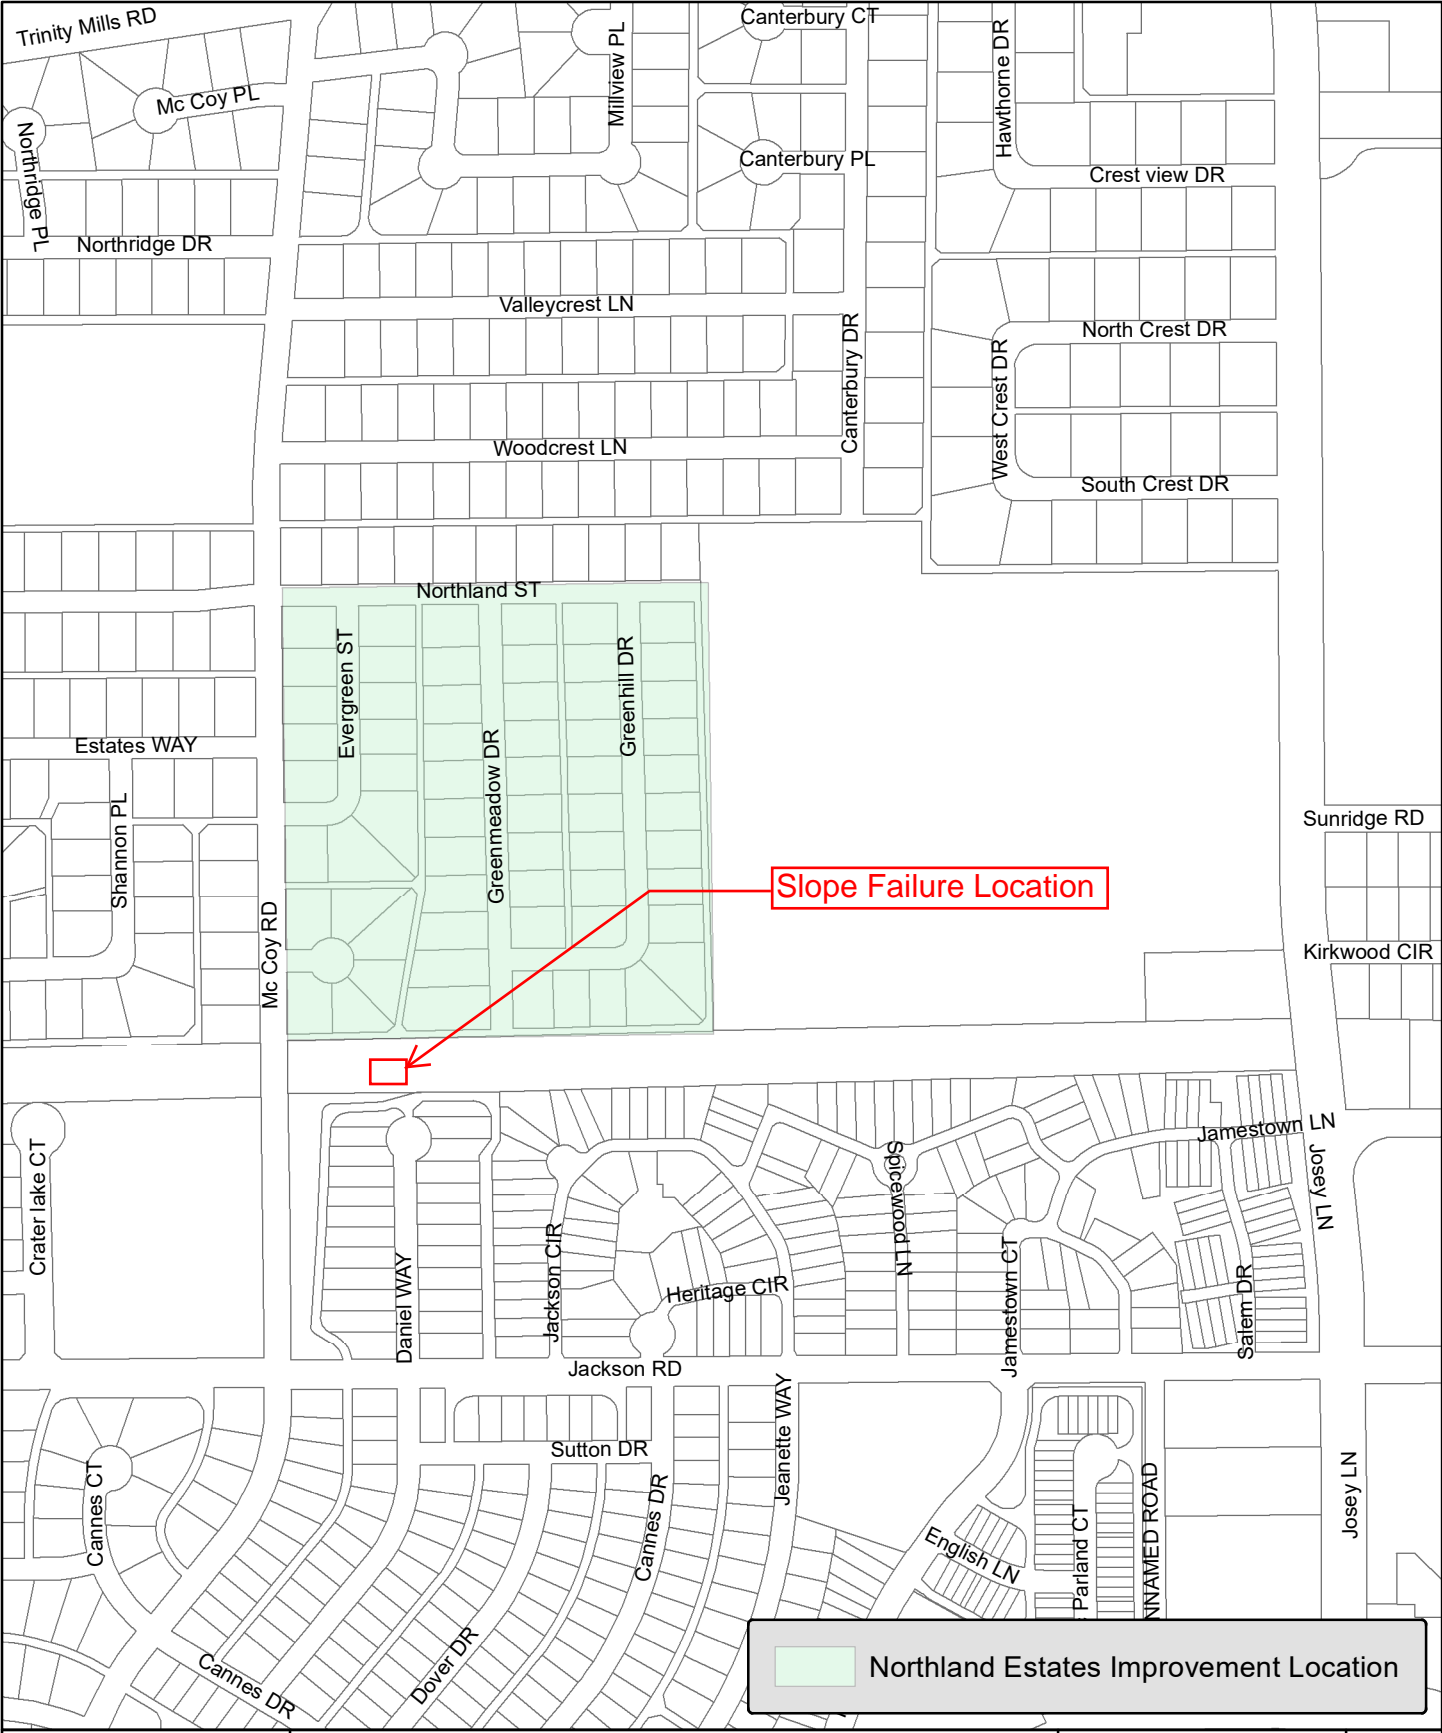 Trinity Mills RD
Canterbury CT
Millview PL
Hawthorne DR
Mc Coy PL
Northridge PL
Canterbury PL
Crest view DR
Northridge DR
Valleycrest LN
North Crest DR
Canterbury DR
West Crest DR
Woodcrest LN
South Crest DR
Northland ST
Evergreen ST
Greenhill DR
Greenmeadow DR
Estates WAY
Shannon PL
Sunridge RD
Slope Failure Location
Mc Coy RD
Kirkwood CIR
Jamestown LN
Crater lake CT
Spicewood LN
Josey LN
Daniel WAY
Jackson CIR
Heritage CIR
Jamestown CT
Salem DR
Jackson RD
Jeanette WAY
Sutton DR
Cannes CT
Cannes DR
Josey LN
English LN
Parland CT
NNAMED ROAD
Cannes DR
Dover DR
Northland Estates Improvement Location